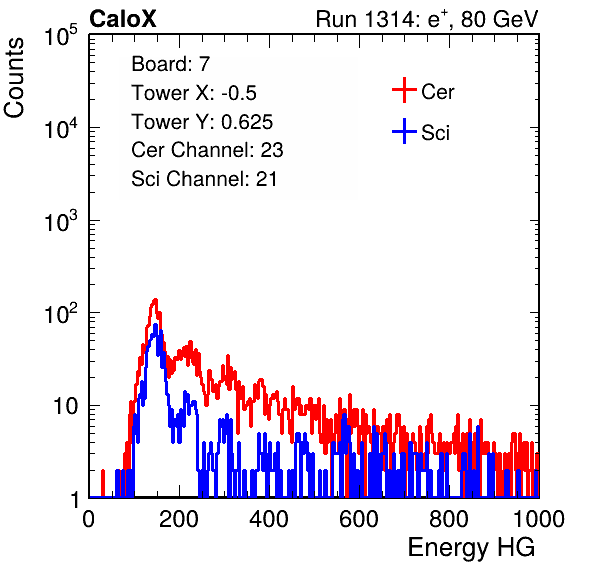 CaloX Run 1314: e⁺, 80 GeV
Counts
Board: 7
Tower X: -0.5
Tower Y: 0.625
Cer Channel: 23
Sci Channel: 21
Cer
Sci
10⁵
10⁴
10³
10²
10
1
0 200 400 600 800 1000
Energy HG